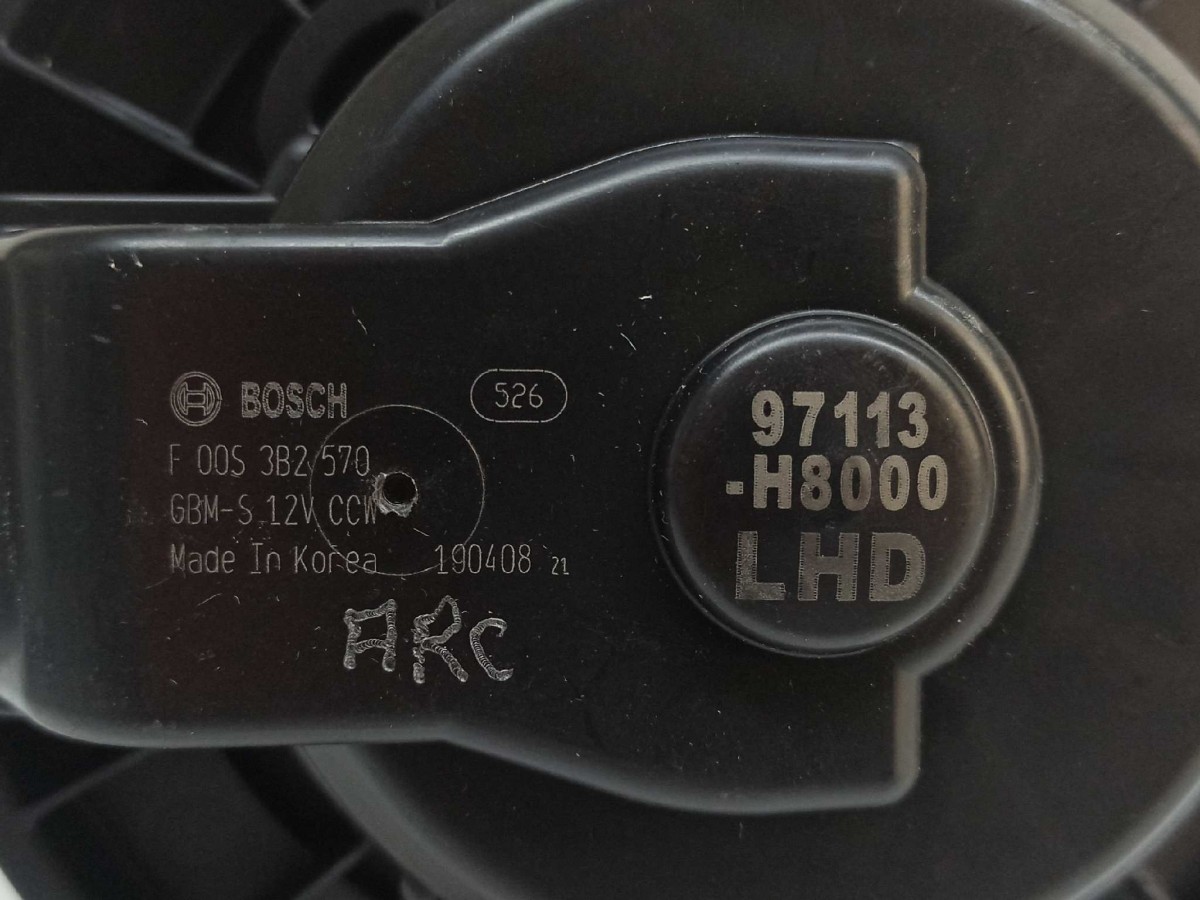 BOSCH
526
F 00S 3B2 570
GBM-S 12V CCW
Made In Korea 190408 21
ARC
97113
-H8000
LHD